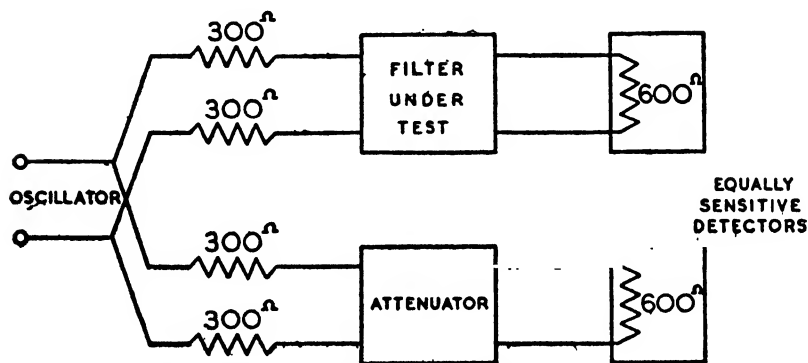 300Ω
FILTER
UNDER
TEST
600Ω
300Ω
OSCILLATOR
EQUALLY
SENSITIVE
DETECTORS
300Ω
ATTENUATOR
600Ω
300Ω